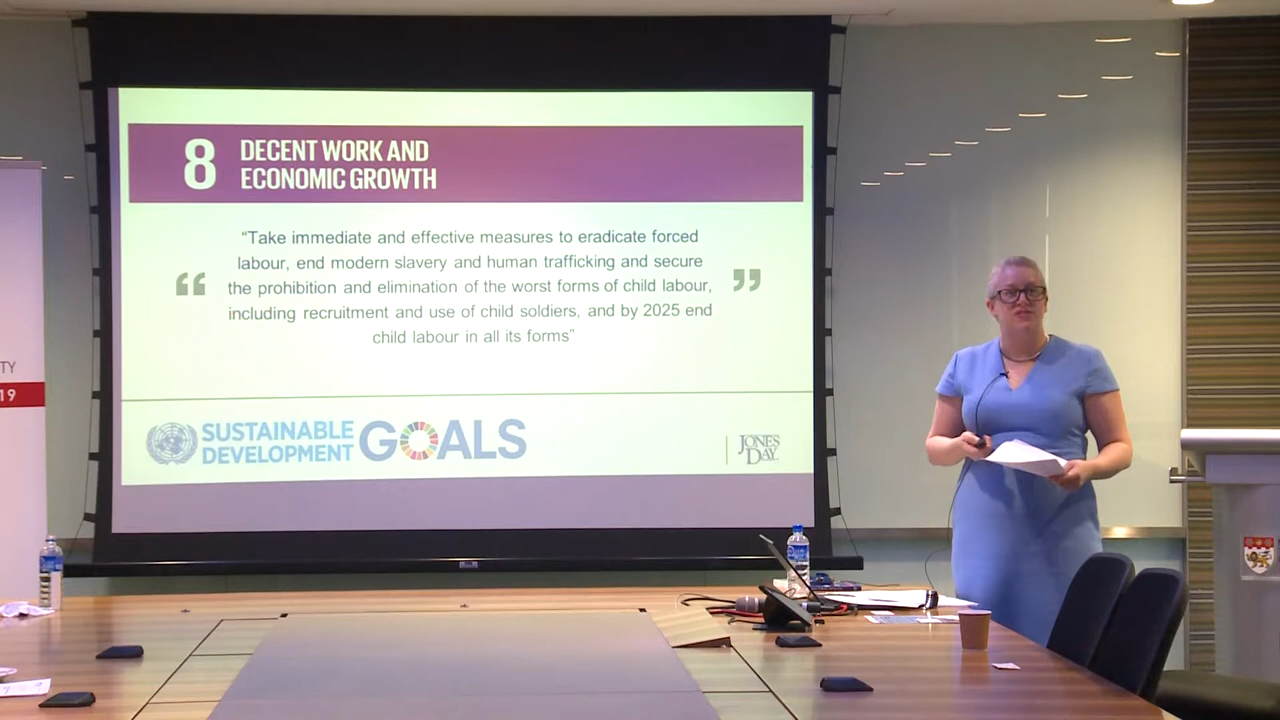 8
DECENT WORK AND
ECONOMIC GROWTH
“Take immediate and effective measures to eradicate forced
labour, end modern slavery and human trafficking and secure
the prohibition and elimination of the worst forms of child labour,
including recruitment and use of child soldiers, and by 2025 end
child labour in all its forms”
SUSTAINABLE
DEVELOPMENT
GOALS
JONES
DAY
TY
19